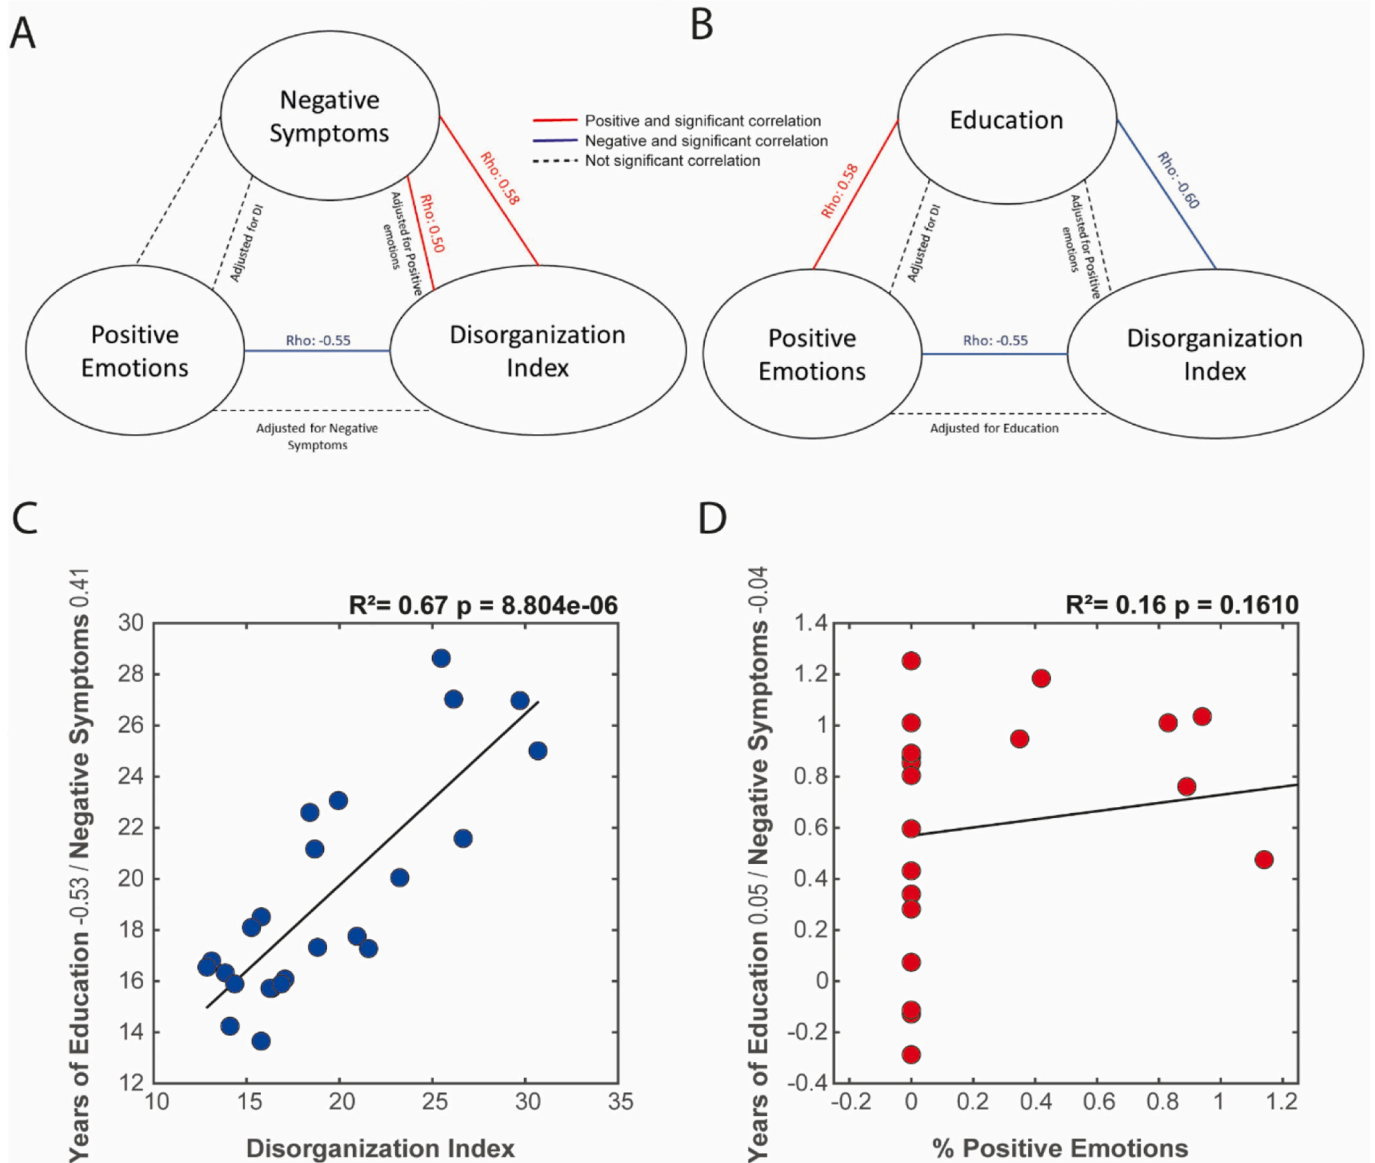 A
B
Negative
Symptoms
Education
Positive and significant correlation
Negative and significant correlation
Not significant correlation
Rho: 0.58
Rho: 0.50
Adjusted for Positive
emotions
Adjusted for DI
Positive
Emotions
Rho: -0.55
Disorganization
Index
Adjusted for Negative
Symptoms
Rho: 0.58
Rho: -0.60
Adjusted for DI
Adjusted for Positive
emotions
Positive
Emotions
Rho: -0.55
Disorganization
Index
Adjusted for Education
C
R²= 0.67 p = 8.804e-06
Years of Education -0.53 / Negative Symptoms 0.41
30
28
26
24
22
20
18
16
14
12
10 15 20 25 30 35
Disorganization Index
D
R²= 0.16 p = 0.1610
Years of Education 0.05 / Negative Symptoms -0.04
1.4
1.2
1
0.8
0.6
0.4
0.2
0
-0.2
-0.4
-0.2 0 0.2 0.4 0.6 0.8 1 1.2
% Positive Emotions